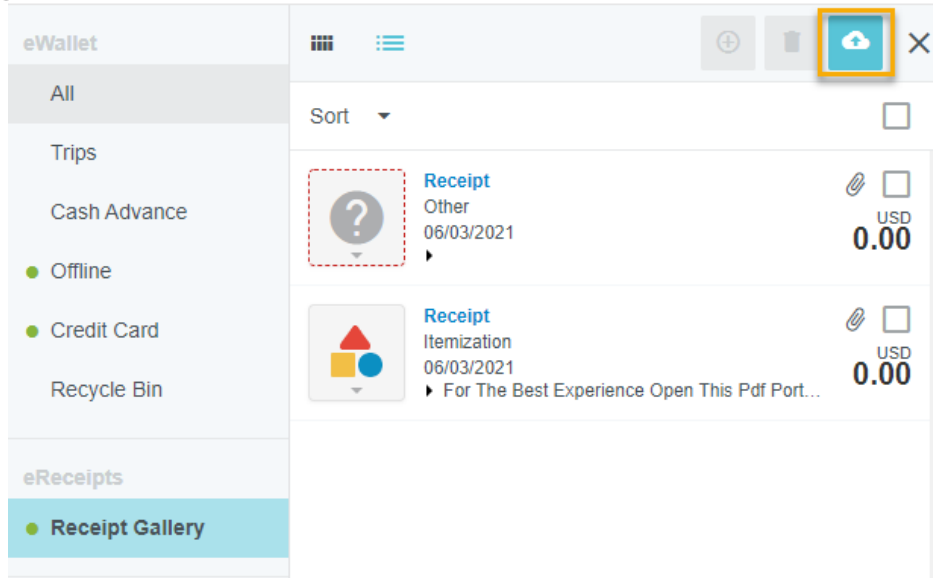 eWallet
All
Trips
Cash Advance
Offline
Credit Card
Recycle Bin
eReceipts
Receipt Gallery
Sort
Receipt
Other
06/03/2021
USD
0.00
Receipt
Itemization
06/03/2021
For The Best Experience Open This Pdf Port...
USD
0.00